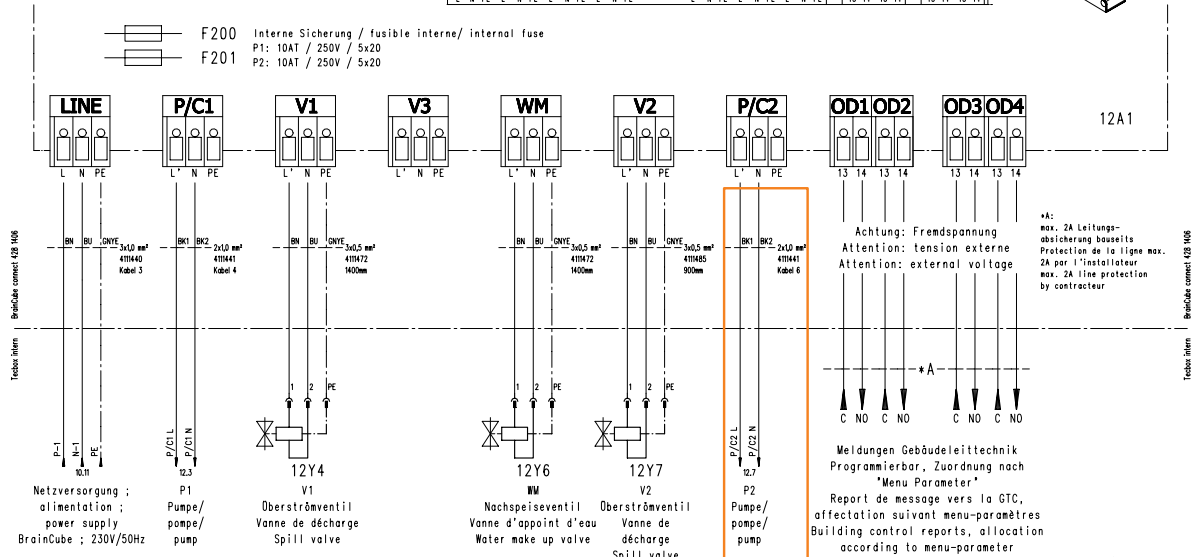 F200 Interne Sicherung / fusible interne/ internal fuse
P1: 10AT / 250V / 5x20
F201 P2: 10AT / 250V / 5x20
LINE P/C1 V1 V3 WM V2 P/C2 OD1 OD2 OD3 OD4
12A1
L N PE L' N PE L' N PE L' N PE L' N PE L' N PE L' N PE 13 14 13 14 13 14 13 14
BN BU GNYE 3x1,0 mm²
4111440
Kabel 3
BK1 BK2 2x1,0 mm²
4111441
Kabel 4
BN BU GNYE 3x0,5 mm²
4111472
1400mm
BN BU GNYE 3x0,5 mm²
4111472
1400mm
BN BU GNYE 3x0,5 mm²
4111485
900mm
BK1 BK2 2x1,0 mm²
4111441
Kabel 6
Achtung: Fremdspannung
Attention: tension externe
Attention: external voltage
*A:
max. 2A Leitungs-
absicherung bauseits
Protection de la ligne max.
2A par l'installateur
max. 2A line protection
by contracteur
BrainCube connect 428 1406
Tecbox intern
BrainCube connect 428 1406
Tecbox intern
*A
1 2 PE 1 2 PE 1 2 PE
C NO C NO C NO C NO
P-1 N-1 PE
10.11
P/C1 L P/C1 N
12.3
P/C2 L P/C2 N
12.7
12Y4 12Y6 12Y7
Netzversorgung ;
alimentation ;
power supply
BrainCube ; 230V/50Hz
P1
Pumpe/
pompe/
pump
V1
Überströmventil
Vanne de décharge
Spill valve
WM
Nachspeiseventil
Vanne d'appoint d'eau
Water make up valve
V2
Überströmventil
Vanne de
décharge
Spill valve
P2
Pumpe/
pompe/
pump
Meldungen Gebäudeleittechnik
Programmierbar, Zuordnung nach
"Menu Parameter"
Report de message vers la GTC,
affectation suivant menu-paramètres
Building control reports, allocation
according to menu-parameter